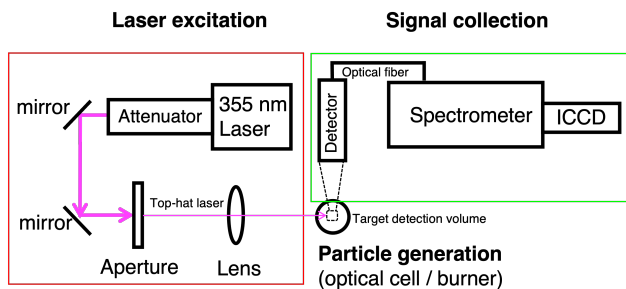 Laser excitation
Signal collection
mirror
Attenuator
355 nm
Laser
Detector
Optical fiber
Spectrometer
ICCD
mirror
Top-hat laser
Target detection volume
Aperture
Lens
Particle generation
(optical cell / burner)